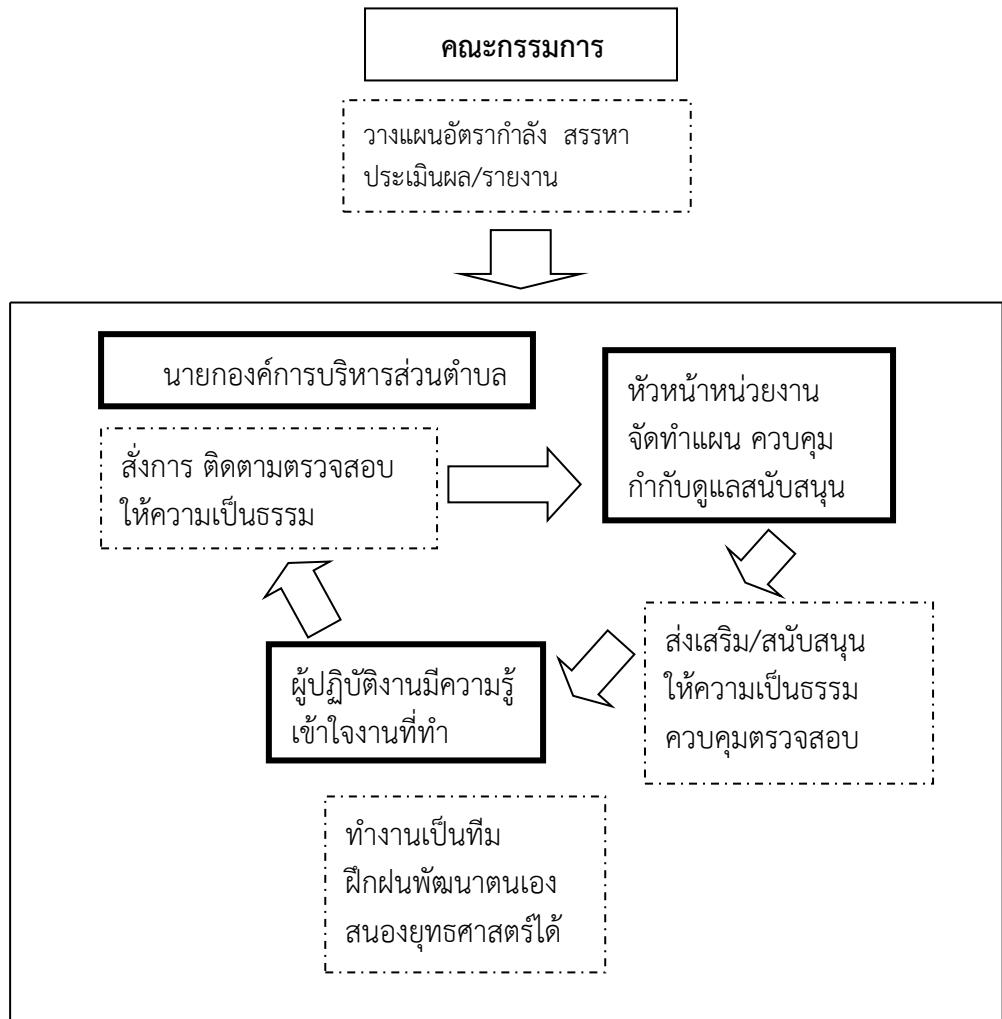 คณะกรรมการ
วางแผนอัตรากำลัง สรรหา
ประเมินผล/รายงาน
นายกองค์การบริหารส่วนตำบล
สั่งการ ติดตามตรวจสอบ
ให้ความเป็นธรรม
หัวหน้าหน่วยงาน
จัดทำแผน ควบคุม
กำกับดูแลสนับสนุน
ส่งเสริม/สนับสนุน
ให้ความเป็นธรรม
ควบคุมตรวจสอบ
ผู้ปฏิบัติงานมีความรู้
เข้าใจงานที่ทำ
ทำงานเป็นทีม
ฝึกฝนพัฒนาตนเอง
สนองยุทธศาสตร์ได้